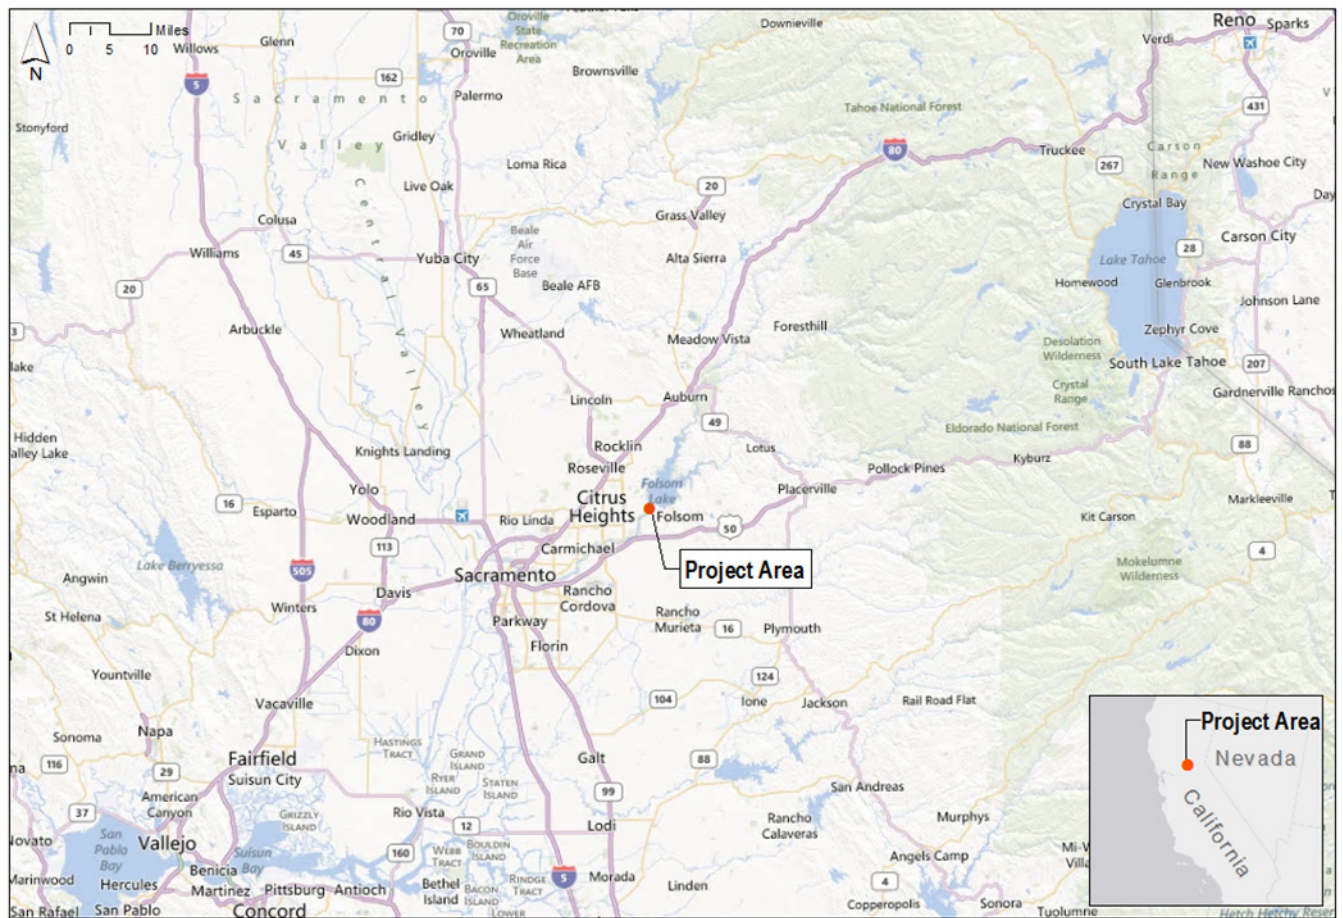 Oroville
State
Recreation
Area
Downieville
Reno
Sparks
Miles
0 5 10
N
Willows
Glenn
70
Oroville
Verdi
5
162
Brownsville
Palermo
Sacramento
Valley
Tahoe National Forest
431
Stonyford
Gridley
Loma Rica
80
Truckee
267
Carson
Range
New Washoe City
Live Oak
20
Central Valley
Colusa
Grass Valley
Crystal Bay
Williams
45
Yuba City
Beale
Air
Force
Base
Alta Sierra
Carson City
28
Lake Tahoe
20
65
Beale AFB
Homewood
Glenbrook
Johnson Lane
Arbuckle
Wheatland
Meadow Vista
Foresthill
Zephyr Cove
Desolation
Wilderness
South Lake Tahoe
207
Crystal
Range
Gardnerville Ranchos
Lincoln
Auburn
49
Eldorado National Forest
Hidden
alley Lake
Knights Landing
Rocklin
Lotus
88
Roseville
Pollock Pines
Kyburz
Folsom
Lake
Yolo
Placerville
Markleeville
16
Esparto
Woodland
Rio Linda
Citrus
Heights
Folsom
50
Kit Carson
113
Carmichael
4
Lake Berryessa
505
Sacramento
Project Area
Mokelumne
Wilderness
Angwin
Davis
Rancho
Cordova
St Helena
Winters
80
Parkway
Rancho
Murieta
16
Plymouth
Dixon
Florin
Yountville
124
Vacaville
104
Ione
Jackson
Rail Road Flat
Sonoma
Napa
116
29
Fairfield
Suisun City
HASTINGS
TRACT
GRAND
ISLAND
RYER
ISLAND
STATEN
ISLAND
Galt
88
99
San Andreas
American
Canyon
37
GRIZZLY
ISLAND
Rio Vista
12
Lodi
Rancho
Calaveras
Murphys
San
Pablo
Bay
Vallejo
Suisun
Bay
160
WEBB
TRACT
BOULDIN
ISLAND
Angels Camp
Benicia
Hercules
Martinez
Pittsburg
Antioch
Bethel
Island
BACON
ISLAND
RINDGE
TRACT
5
Morada
Linden
4
San Rafael
San Pablo
Concord
LOWER
Copperopolis
Sonora
Tuolumne
Project Area
Nevada
California